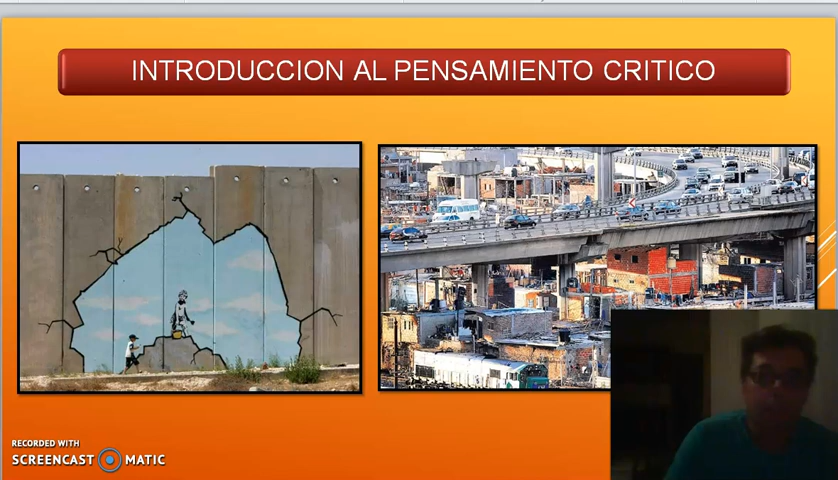 INTRODUCCION AL PENSAMIENTO CRITICO
RECORDED WITH
SCREENCAST MATIC